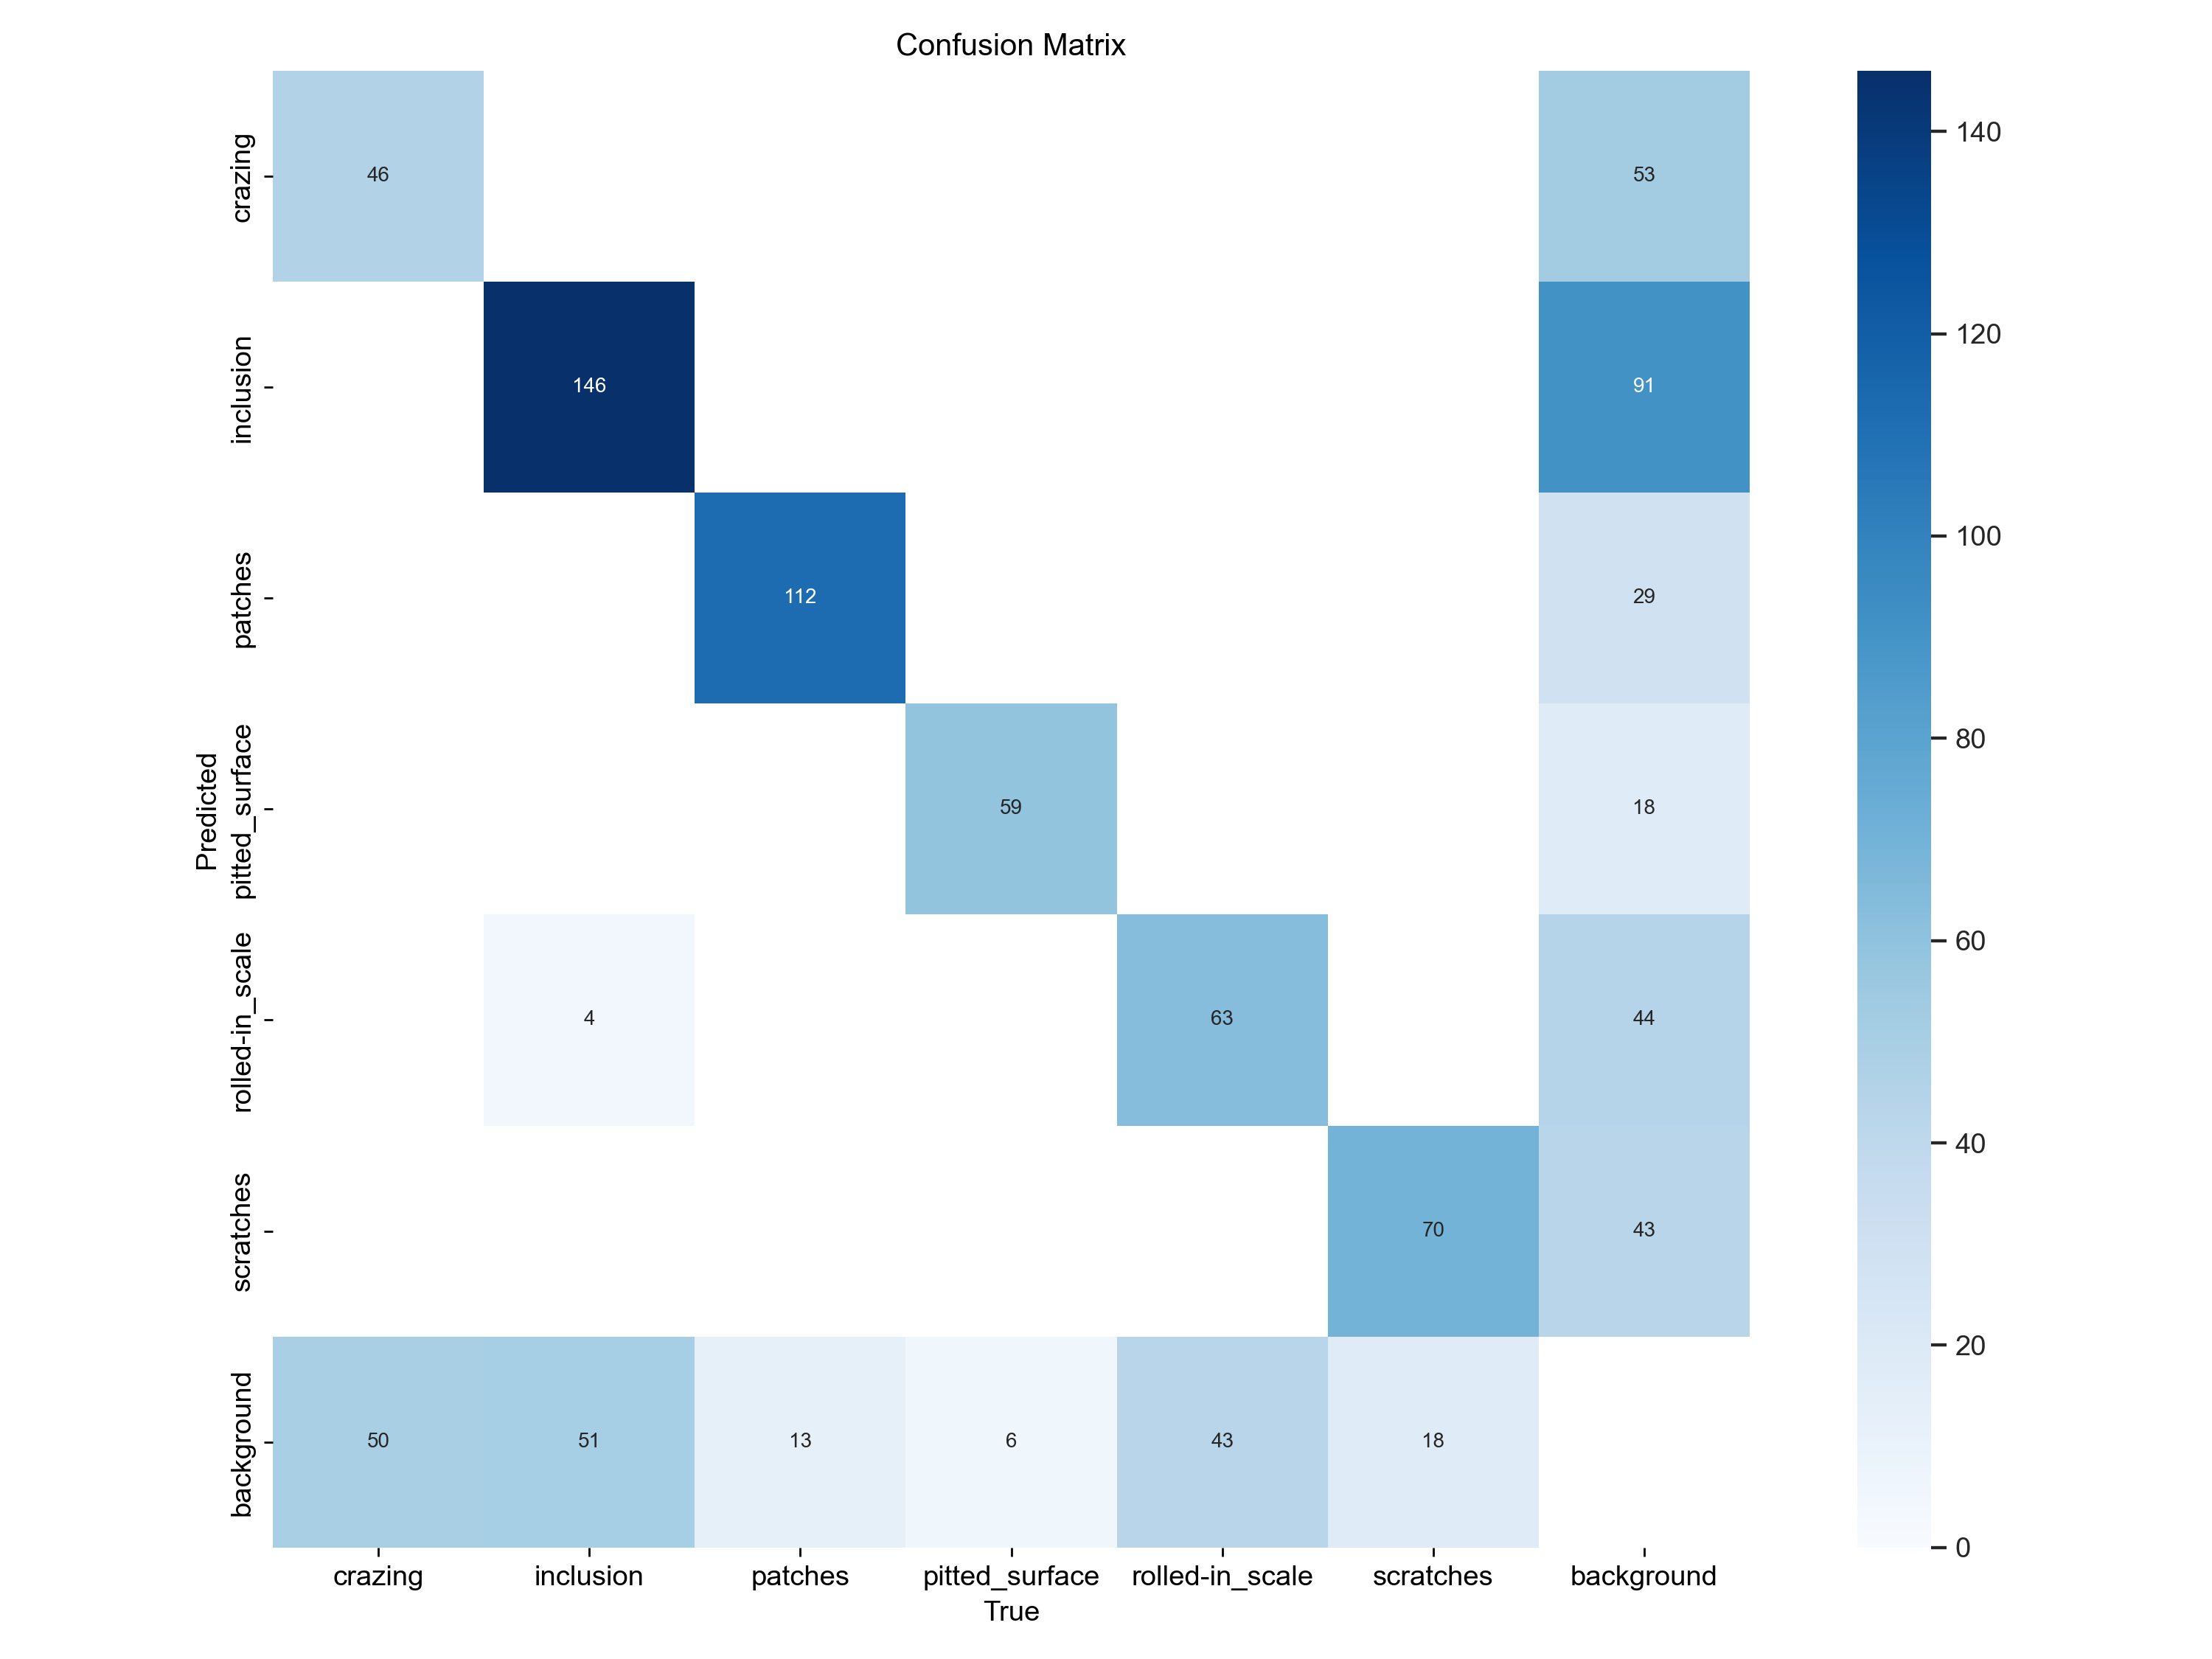 Confusion Matrix
crazing
46
53
140
inclusion
146
91
120
patches
112
29
100
Predicted
pitted_surface
59
18
80
rolled-in_scale
4
63
44
60
scratches
70
43
40
background
50
51
13
6
43
18
20
0
crazing
inclusion
patches
pitted_surface
rolled-in_scale
scratches
background
True